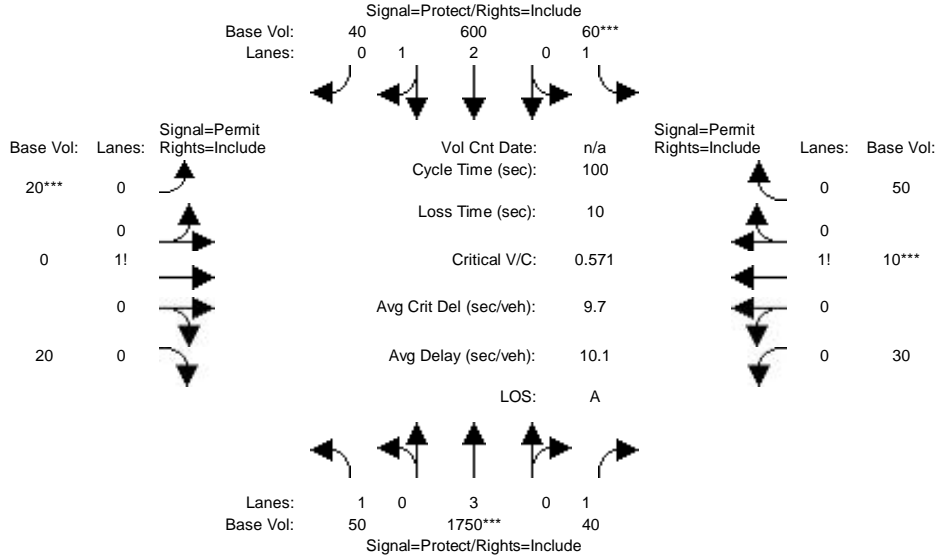 Signal=Protect/Rights=Include
Base Vol: 40 600 60***
Lanes: 0 1 2 0 1
Signal=Permit
Base Vol: Lanes: Rights=Include
Vol Cnt Date: n/a
Signal=Permit
Rights=Include Lanes: Base Vol:
Cycle Time (sec): 100
20*** 0
0 50
Loss Time (sec): 10
0
0
0 1!
Critical V/C: 0.571
1! 10***
0
Avg Crit Del (sec/veh): 9.7
0
20 0
Avg Delay (sec/veh): 10.1
0 30
LOS: A
Lanes: 1 0 3 0 1
Base Vol: 50 1750*** 40
Signal=Protect/Rights=Include